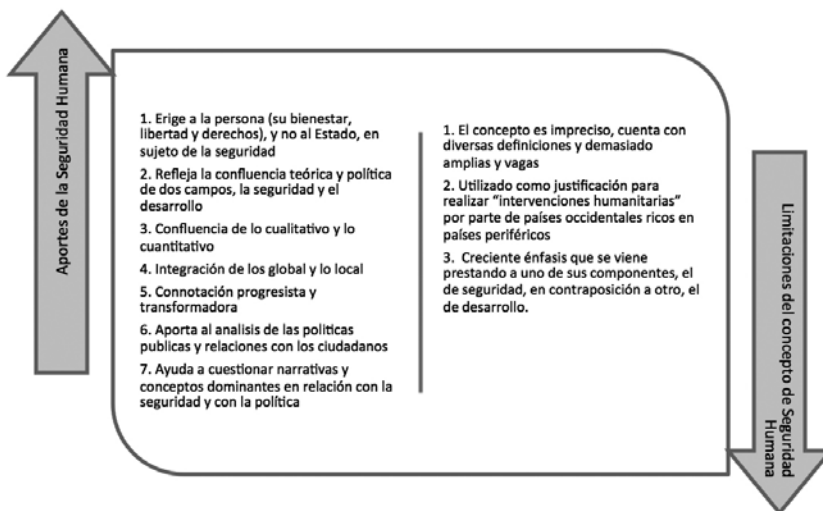 Aportes de la Seguridad Humana
1. Erige a la persona (su bienestar,
libertad y derechos), y no al Estado, en
sujeto de la seguridad
2. Refleja la confluencia teórica y política
de dos campos, la seguridad y el
desarrollo
3. Confluencia de lo cualitativo y lo
cuantitativo
4. Integración de los global y lo local
5. Connotación progresista y
transformadora
6. Aporta al analisis de las politicas
publicas y relaciones con los ciudadanos
7. Ayuda a cuestionar narrativas y
conceptos dominantes en relación con la
seguridad y con la política
1. El concepto es impreciso, cuenta con
diversas definiciones y demasiado
amplias y vagas
2. Utilizado como justificación para
realizar “intervenciones humanitarias”
por parte de países occidentales ricos en
países periféricos
3. Creciente énfasis que se viene
prestando a uno de sus componentes, el
de seguridad, en contraposición a otro, el
de desarrollo.
Limitaciones del concepto de Seguridad
Humana